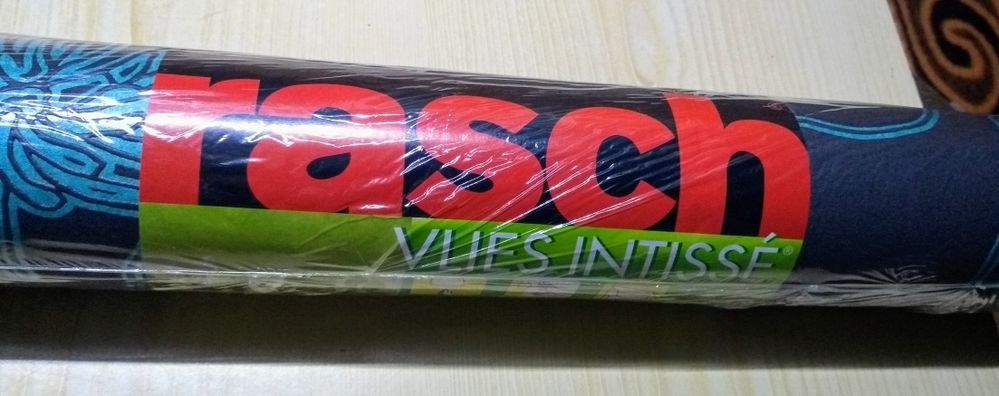 rasch
VLIES INTISSÉ®